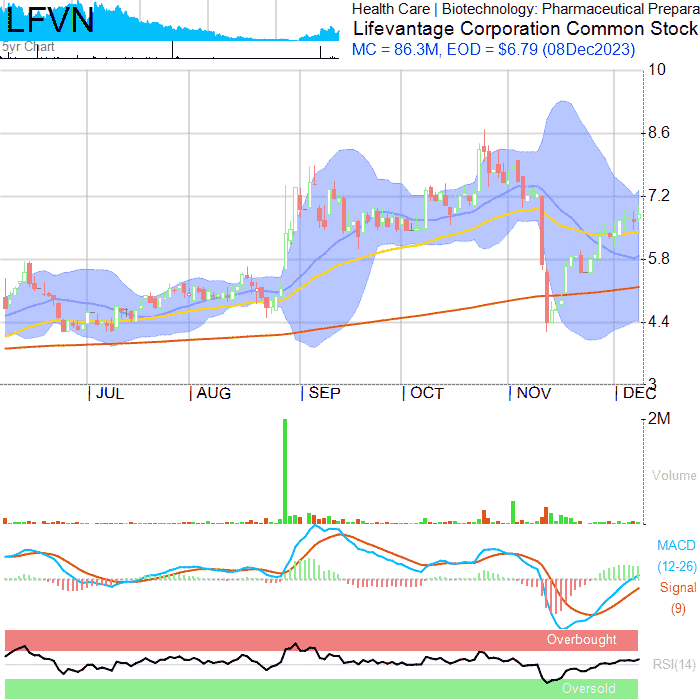 LFVN
5yr Chart
Health Care | Biotechnology: Pharmaceutical Prepara
Lifevantage Corporation Common Stock
MC = 86.3M, EOD = $6.79 (08Dec2023)
10
8.6
7.2
5.8
4.4
3
JUL AUG SEP OCT NOV DEC
2M
Volume
MACD
(12-26)
Signal
(9)
Overbought
RSI(14)
Oversold